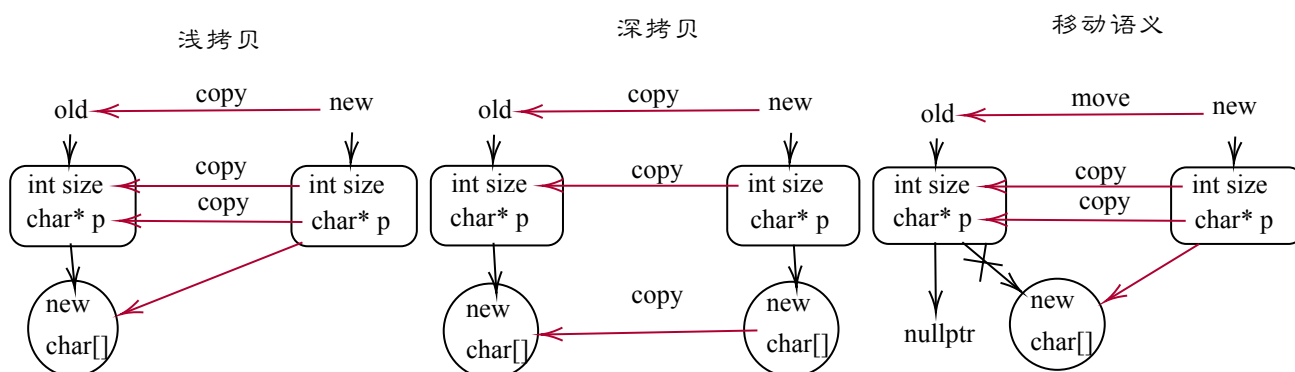 浅拷贝
深拷贝
移动语义
old
copy
new
int size
char* p
copy
copy
int size
char* p
new
char[]
old
copy
new
int size
char* p
copy
int size
char* p
new
char[]
copy
new
char[]
old
move
new
int size
char* p
copy
copy
int size
char* p
nullptr
new
char[]